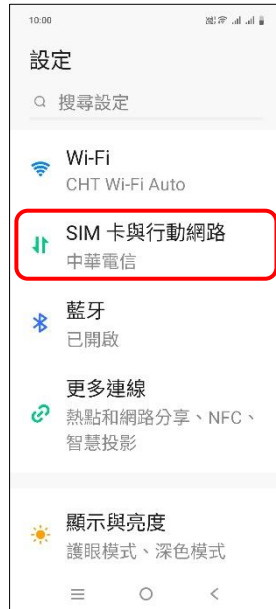 10:00
設定
搜尋設定
Wi-Fi
CHT Wi-Fi Auto
SIM 卡與行動網路
中華電信
藍牙
已開啟
更多連線
熱點和網路分享、NFC、
智慧投影
顯示與亮度
護眼模式、深色模式